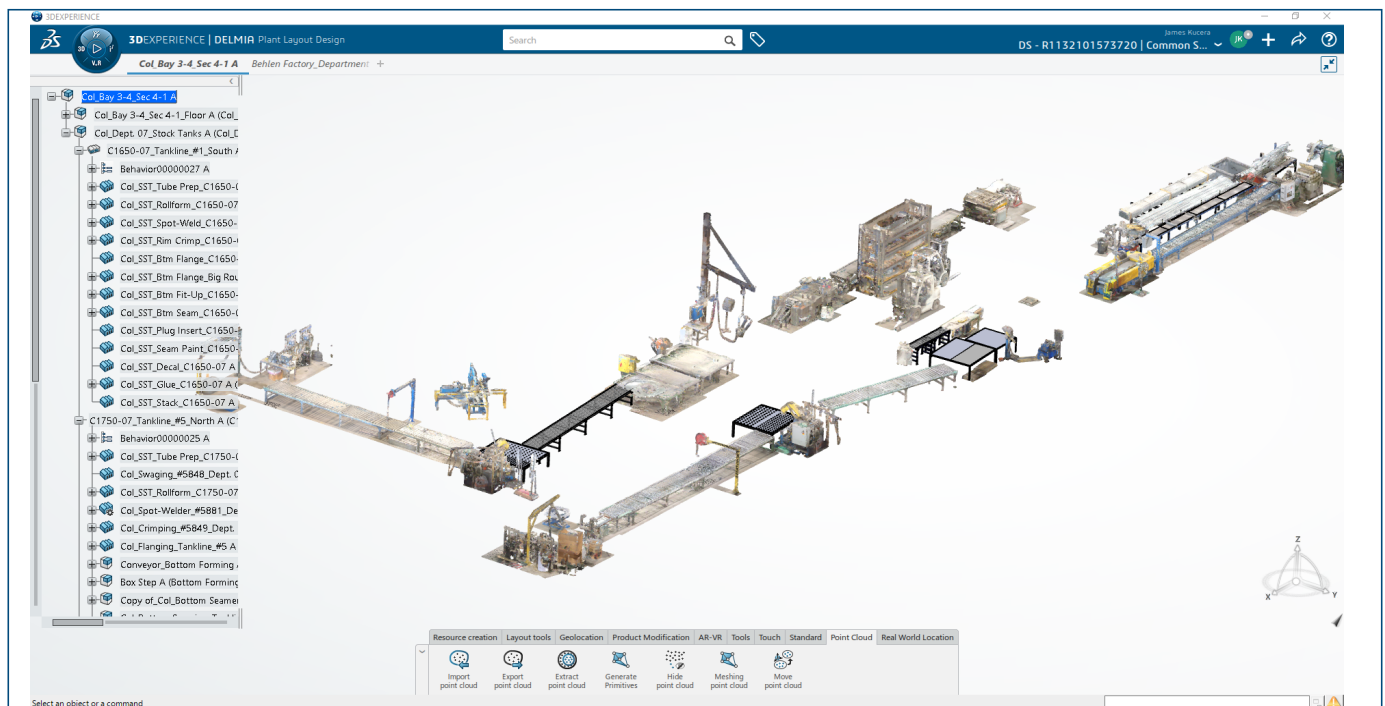 3DEXPERIENCE
3DEXPERIENCE | DELMIA Plant Layout Design
Search
James Kucera
DS - R1132101573720 | Common S...
JK
3D
V.R
Col_Bay 3-4_Sec 4-1 A
Behlen Factory_Department
Col_Bay 3-4_Sec 4-1 A
Col_Bay 3-4_Sec 4-1_Floor A (Col_
Col_Dept. 07_Stock Tanks A (Col_D
C1650-07_Tankline_#1_South A
Behavior00000027 A
Col_SST_Tube Prep_C1650-0
Col_SST_Rollform_C1650-07
Col_SST_Spot-Weld_C1650-
Col_SST_Rim Crimp_C1650-
Col_SST_Btm Flange_C1650-
Col_SST_Btm Flange_Big Rou
Col_SST_Btm Fit-Up_C1650-
Col_SST_Btm Seam_C1650-0
Col_SST_Plug Insert_C1650-
Col_SST_Seam Paint_C1650-
Col_SST_Decal_C1650-07 A
Col_SST_Glue_C1650-07 A (
Col_SST_Stack_C1650-07 A
C1750-07_Tankline_#5_North A (C1
Behavior00000025 A
Col_SST_Tube Prep_C1750-0
Col_Swaging_#5848_Dept. 0
Col_SST_Rollform_C1750-07
Col_Spot-Welder_#5881_De
Col_Crimping_#5849_Dept.
Col_Flanging_Tankline_#5 A
Conveyor_Bottom Forming
Box Step A (Bottom Forming
Copy of_Col_Bottom Seamer
Z
X
Y
Resource creation
Layout tools
Geolocation
Product Modification
AR-VR
Tools
Touch
Standard
Point Cloud
Real World Location
Import point cloud
Export point cloud
Extract point cloud
Generate Primitives
Hide point cloud
Meshing point cloud
Move point cloud
Select an object or a command